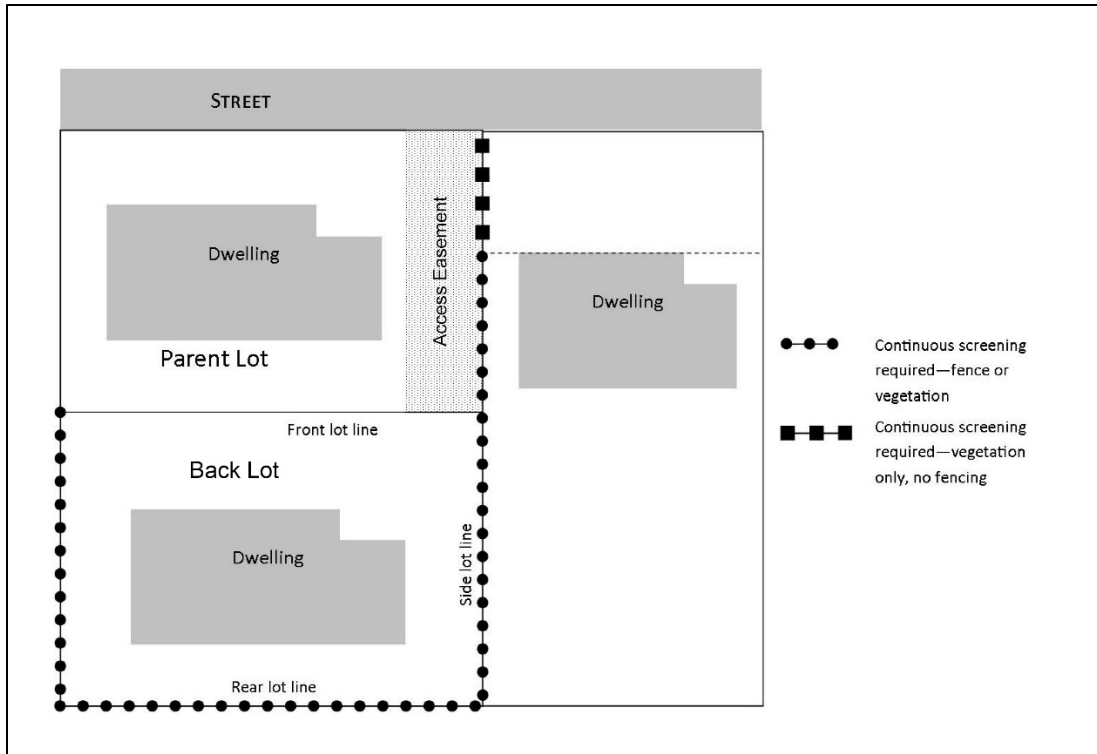 STREET
Access Easement
Dwelling
Dwelling
Parent Lot
Continuous screening
required—fence or
vegetation
Continuous screening
required—vegetation
only, no fencing
Front lot line
Back Lot
Dwelling
Side lot line
Rear lot line